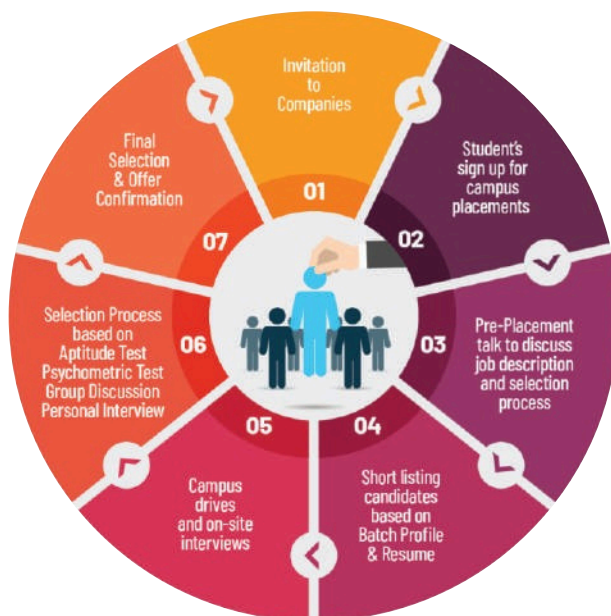 Invitation
to
Companies
01
Student's
sign up for
campus
placements
02
Pre-Placement
talk to discuss
job description
and selection
process
03
Short listing
candidates
based on
Batch Profile
& Resume
04
Campus
drives
and on-site
interviews
05
Selection Process
based on
Aptitude Test
Psychometric Test
Group Discussion
Personal Interview
06
Final
Selection
& Offer
Confirmation
07